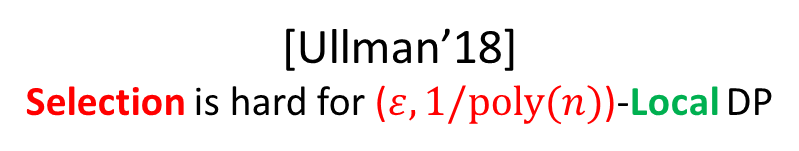 [Ullman’18]
Selection is hard for (𝜀, 1/poly(𝑛))-Local DP